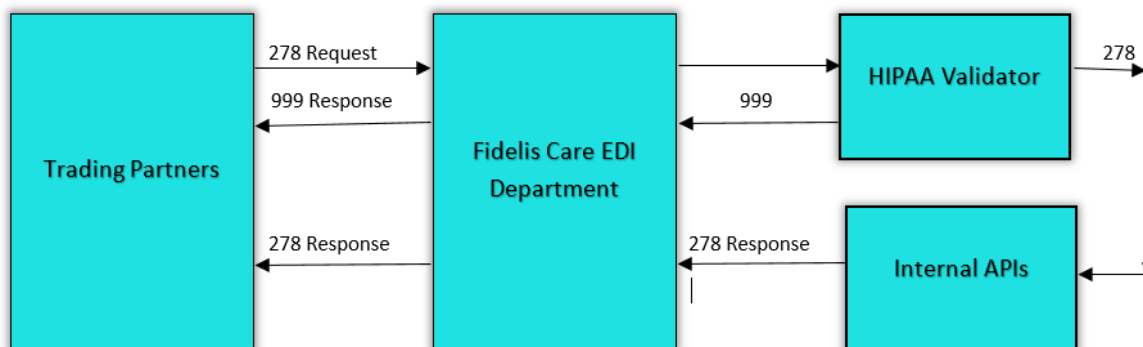 278 Request
999 Response
Trading Partners
278 Response
Fidelis Care EDI
Department
999
278 Response
HIPAA Validator
278
Internal APIs